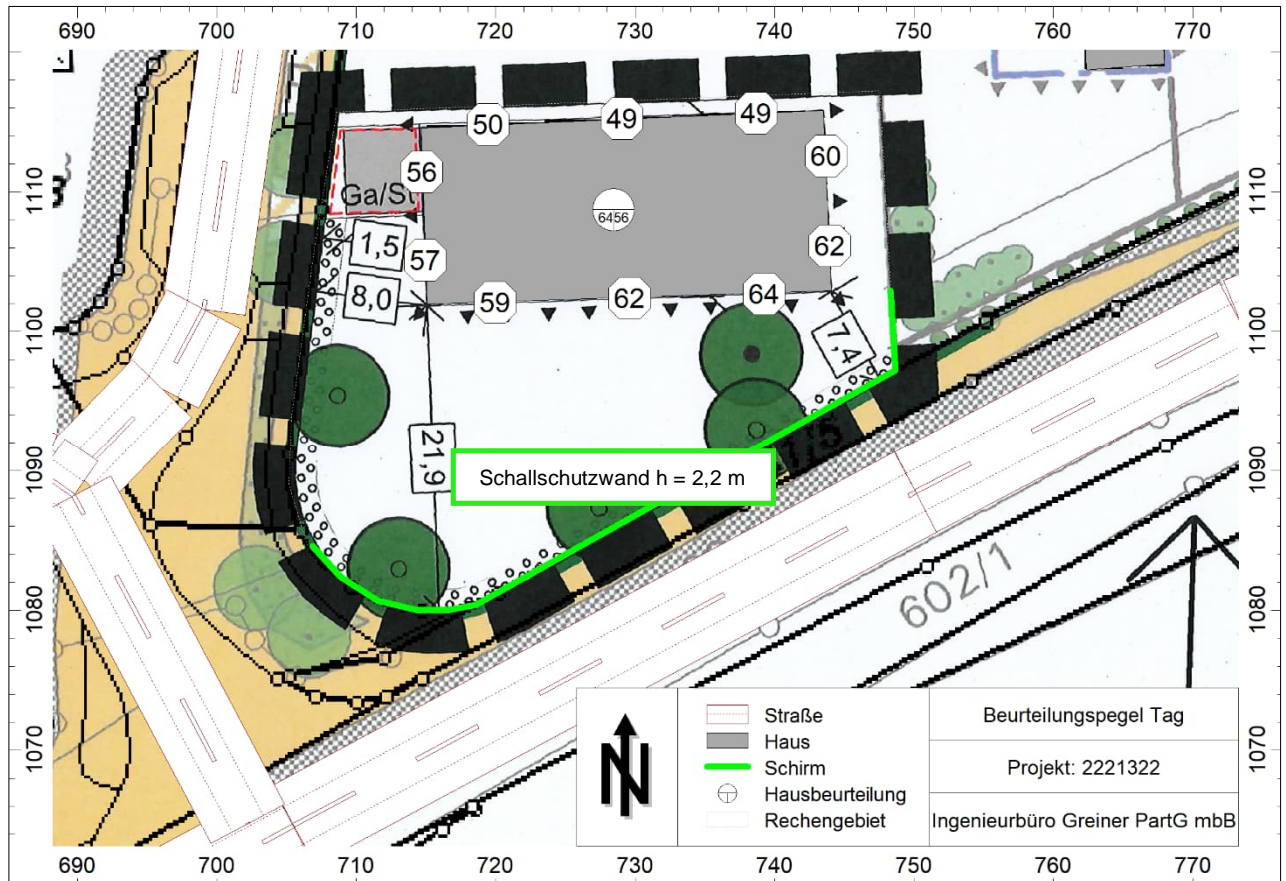 690 700 710 720 730 740 750 760 770
1110
1100
1090
1080
1070
50 49 49
56 60
Ga/St
6456
1,5
57 62
8,0
59 62 64
7,4
21,9
Schallschutzwand h = 2,2 m
602/1
Straße
Haus
Schirm
Hausbeurteilung
Rechengebiet
N
Beurteilungspegel Tag
Projekt: 2221322
Ingenieurbüro Greiner PartG mbB
1110
1100
1090
1080
1070
690 700 710 720 730 740 750 760 770